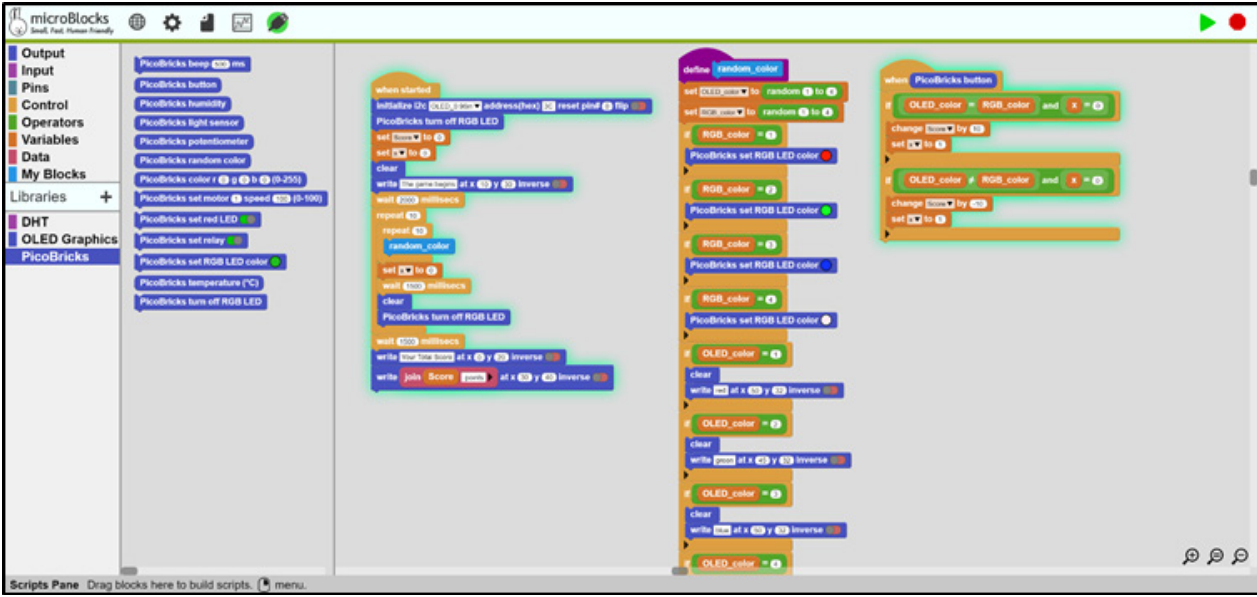 microBlocks
Small, Fast, Human Friendly
Output
Input
Pins
Control
Operators
Variables
Data
My Blocks
Libraries +
DHT
OLED Graphics
PicoBricks
PicoBricks beep 500 ms
PicoBricks button
PicoBricks humidity
PicoBricks light sensor
PicoBricks potentiometer
PicoBricks random color
PicoBricks color r 0 g 0 b 0 (0-255)
PicoBricks set motor 1 speed 100 (0-100)
PicoBricks set red LED
PicoBricks set relay
PicoBricks set RGB LED color
PicoBricks temperature (°C)
PicoBricks turn off RGB LED
when started
initialize i2c OLED_0.96in address(hex) 3C reset pin# 0 flip
PicoBricks turn off RGB LED
set Score to 0
set x to 0
clear
write The game begins at x 10 y 30 inverse
wait 2000 millisecs
repeat 10
repeat 10
random_color
set x to 0
wait 1500 millisecs
clear
PicoBricks turn off RGB LED
wait 1500 millisecs
write Your Total Score at x 0 y 20 inverse
write join Score points at x 30 y 40 inverse
define random_color
set OLED_color to random 1 to 4
set RGB_color to random 1 to 4
if RGB_color = 1
PicoBricks set RGB LED color
if RGB_color = 2
PicoBricks set RGB LED color
if RGB_color = 3
PicoBricks set RGB LED color
if RGB_color = 4
PicoBricks set RGB LED color
if OLED_color = 1
clear
write red at x 50 y 32 inverse
if OLED_color = 2
clear
write green at x 45 y 32 inverse
if OLED_color = 3
clear
write blue at x 50 y 32 inverse
if OLED_color = 4
when PicoBricks button
if OLED_color = RGB_color and x = 0
change Score by 10
set x to 1
if OLED_color ≠ RGB_color and x = 0
change Score by -10
set x to 1
Scripts Pane Drag blocks here to build scripts. menu.